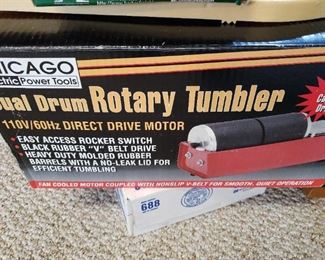 HICAGO
ectric Power Tools
ual Drum Rotary Tumbler
110V/60Hz DIRECT DRIVE MOTOR
• EASY ACCESS ROCKER SWITCH
• BLACK RUBBER "V" BELT DRIVE
• HEAVY DUTY MOLDED RUBBER
BARRELS WITH A NO-LEAK LID FOR
EFFICIENT TUMBLING
FAN COOLED MOTOR COUPLED WITH NONSLIP V-BELT FOR SMOOTH, QUIET OPERATION
688